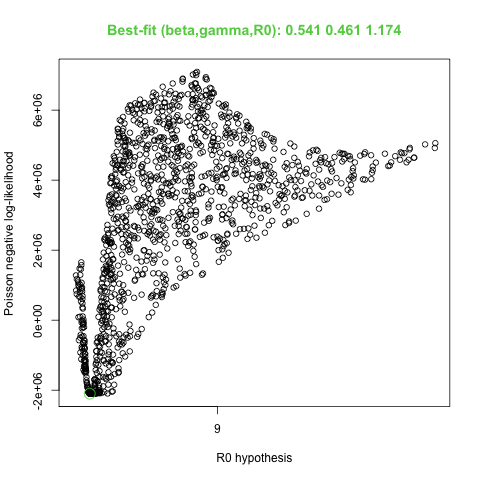 Best-fit (beta,gamma,R0): 0.541 0.461 1.174
Poisson negative log-likelihood
6e+06
4e+06
2e+06
0e+00
-2e+06
9
R0 hypothesis